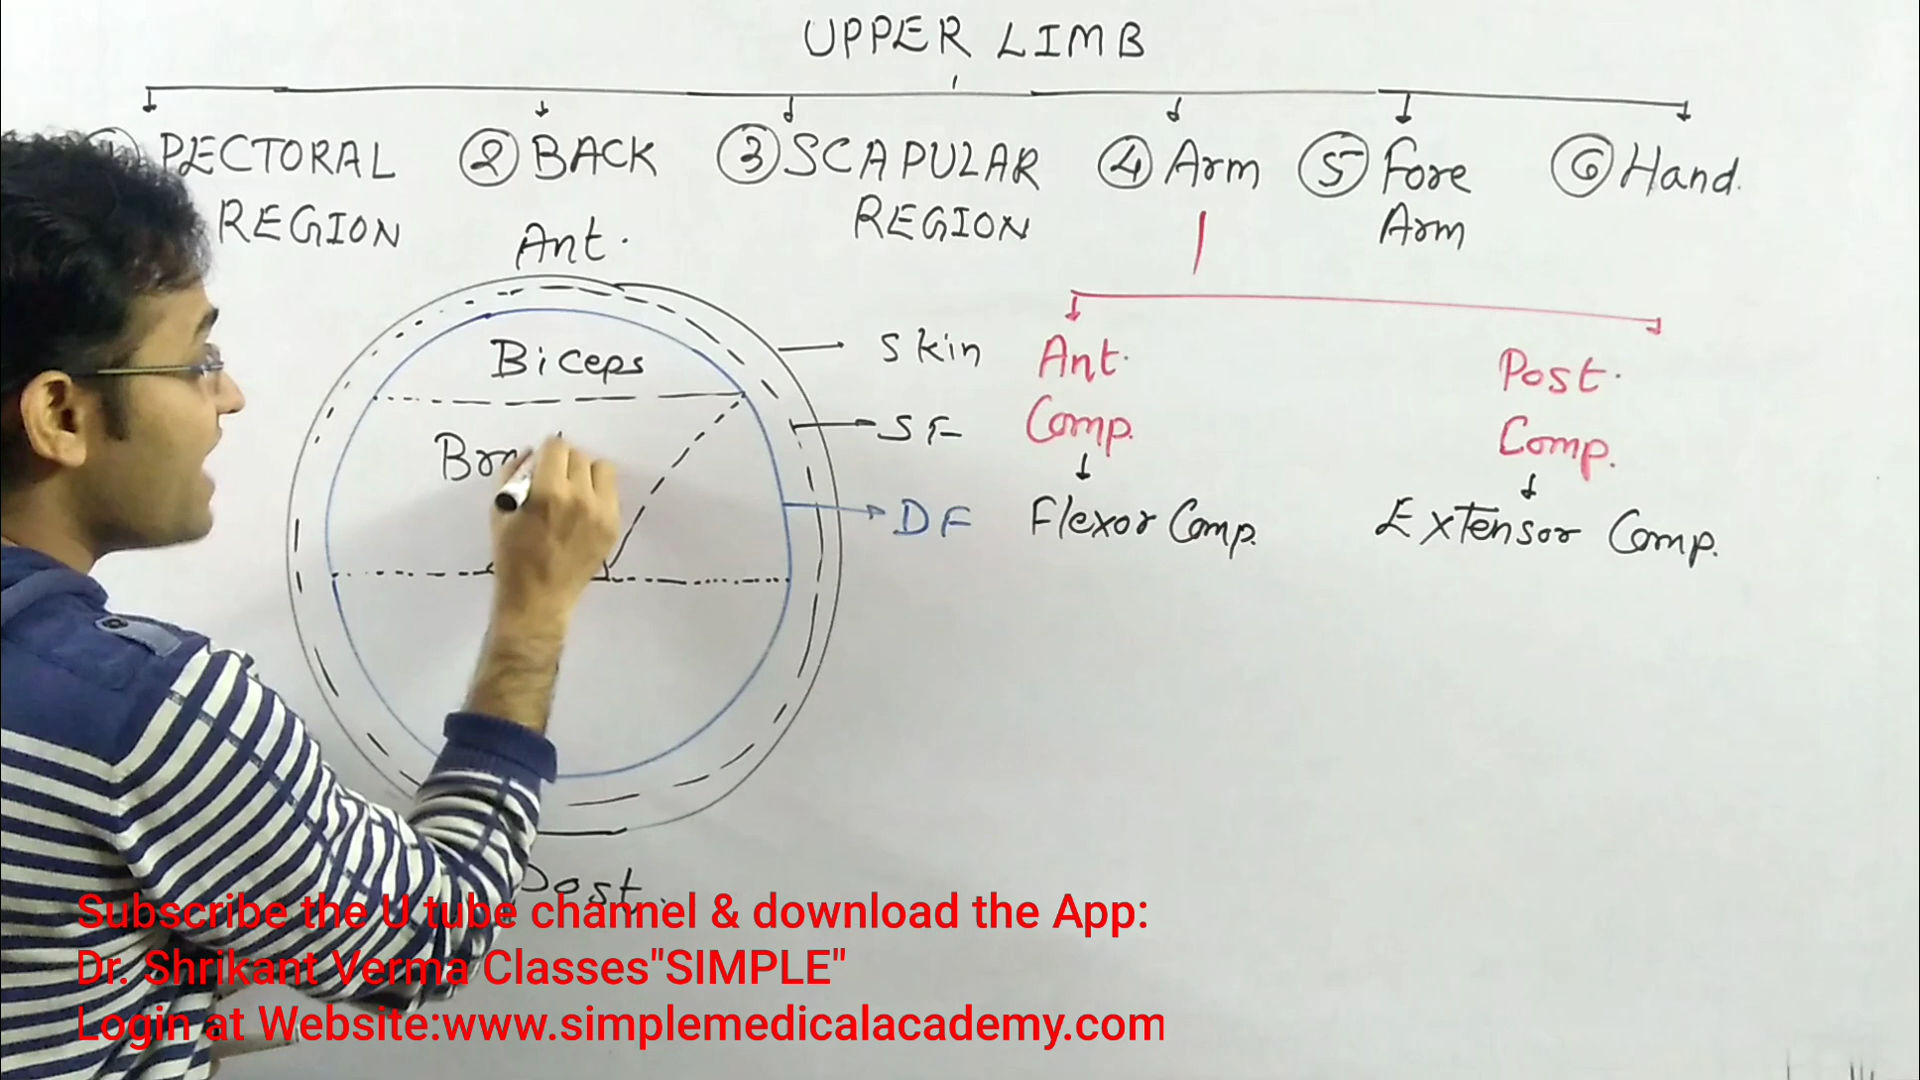 UPPER LIMB
① PECTORAL REGION
② BACK
③ SCAPULAR REGION
④ Arm
⑤ Fore Arm
⑥ Hand.
Ant.
Biceps
Skin
SF
DF
Ant. Comp.
Flexor Comp.
Post. Comp.
Extensor Comp.
Post.
Subscribe the U tube channel & download the App:
Dr. Shrikant Verma Classes"SIMPLE"
Login at Website:www.simplemedicalacademy.com